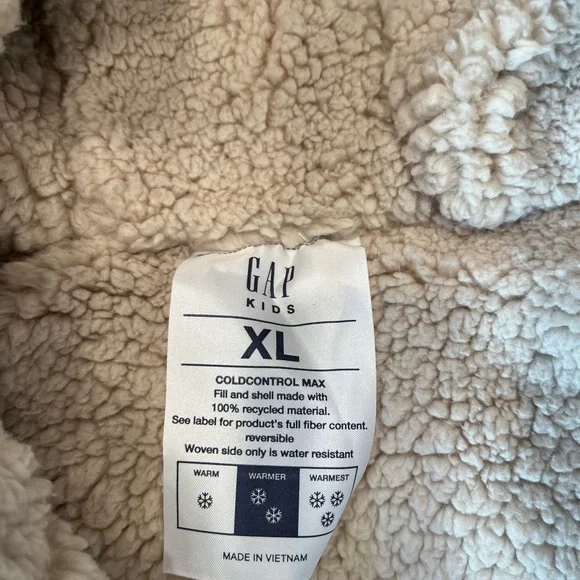 GAP
KIDS
XL
COLDCONTROL MAX
Fill and shell made with
100% recycled material.
See label for product's full fiber content.
reversible
Woven side only is water resistant
WARM WARMER WARMEST
MADE IN VIETNAM